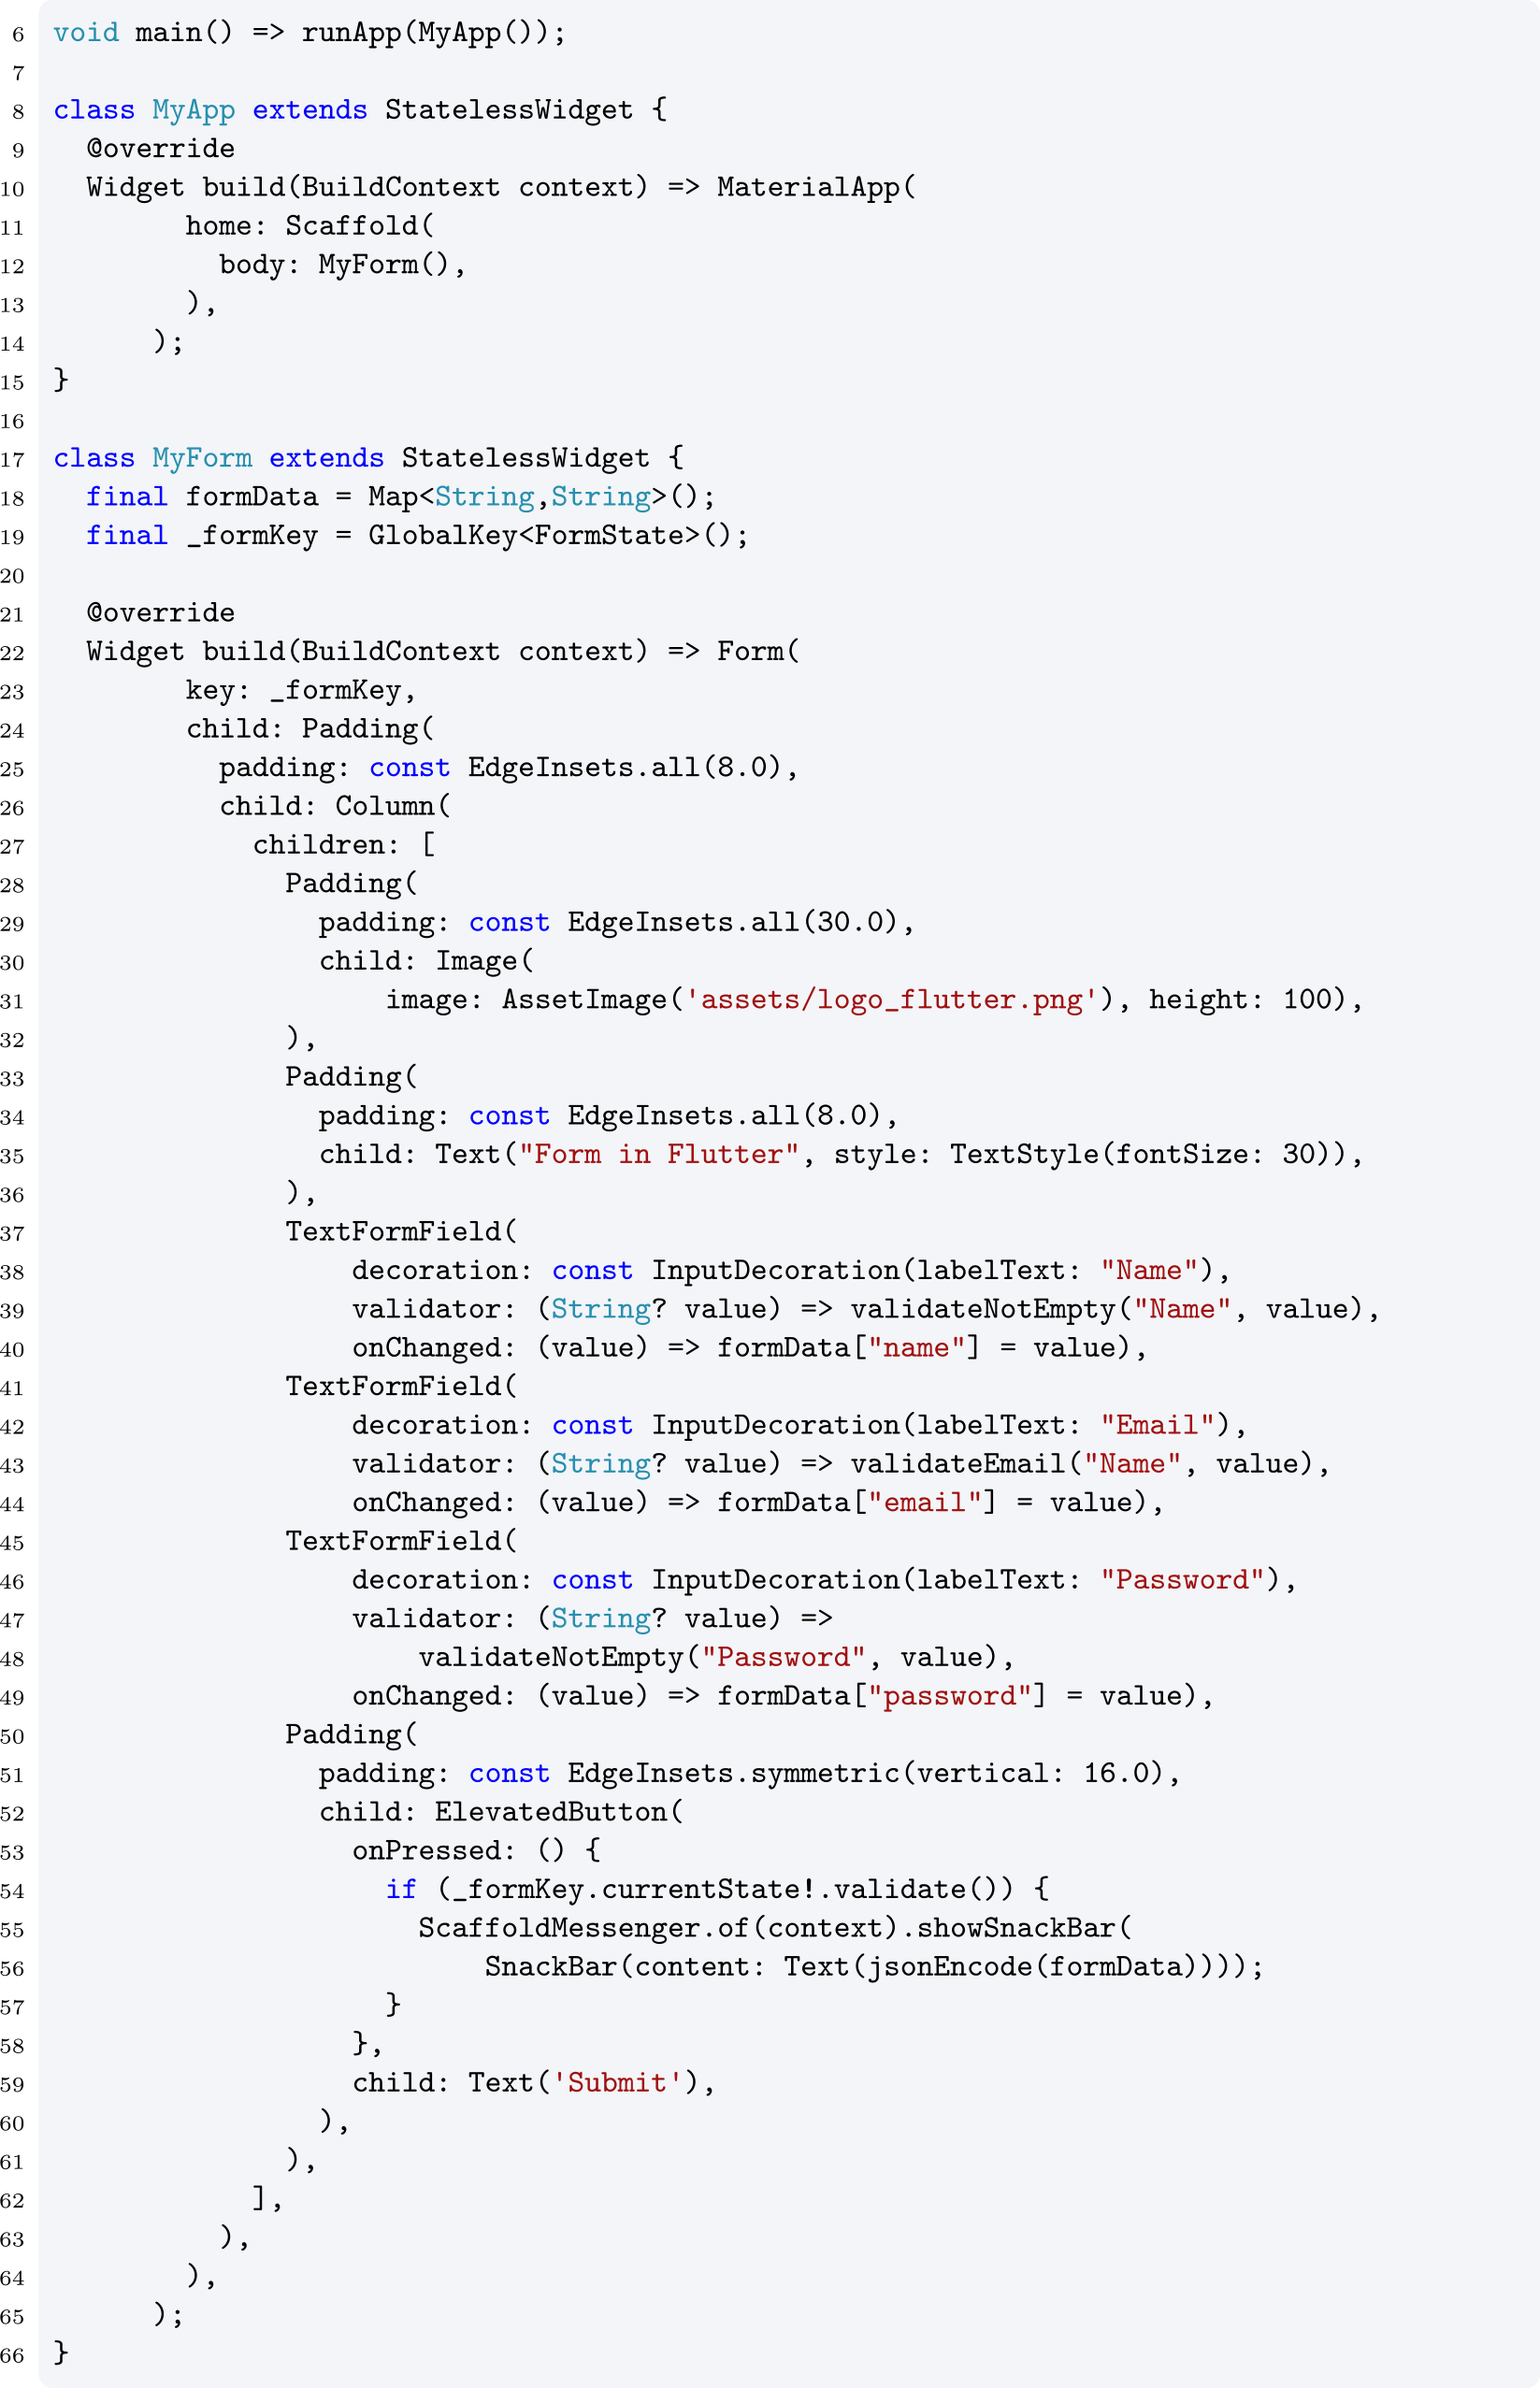 6 void main() => runApp(MyApp());
7
8 class MyApp extends StatelessWidget {
9   @override
10   Widget build(BuildContext context) => MaterialApp(
11         home: Scaffold(
12           body: MyForm(),
13         ),
14       );
15 }
16
17 class MyForm extends StatelessWidget {
18   final formData = Map<String,String>();
19   final _formKey = GlobalKey<FormState>();
20
21   @override
22   Widget build(BuildContext context) => Form(
23         key: _formKey,
24         child: Padding(
25           padding: const EdgeInsets.all(8.0),
26           child: Column(
27             children: [
28               Padding(
29                 padding: const EdgeInsets.all(30.0),
30                 child: Image(
31                     image: AssetImage('assets/logo_flutter.png'), height: 100),
32               ),
33               Padding(
34                 padding: const EdgeInsets.all(8.0),
35                 child: Text("Form in Flutter", style: TextStyle(fontSize: 30)),
36               ),
37               TextFormField(
38                   decoration: const InputDecoration(labelText: "Name"),
39                   validator: (String? value) => validateNotEmpty("Name", value),
40                   onChanged: (value) => formData["name"] = value),
41               TextFormField(
42                   decoration: const InputDecoration(labelText: "Email"),
43                   validator: (String? value) => validateEmail("Name", value),
44                   onChanged: (value) => formData["email"] = value),
45               TextFormField(
46                   decoration: const InputDecoration(labelText: "Password"),
47                   validator: (String? value) =>
48                       validateNotEmpty("Password", value),
49                   onChanged: (value) => formData["password"] = value),
50               Padding(
51                 padding: const EdgeInsets.symmetric(vertical: 16.0),
52                 child: ElevatedButton(
53                   onPressed: () {
54                     if (_formKey.currentState!.validate()) {
55                       ScaffoldMessenger.of(context).showSnackBar(
56                           SnackBar(content: Text(jsonEncode(formData))));
57                     }
58                   },
59                   child: Text('Submit'),
60                 ),
61               ),
62             ],
63           ),
64         ),
65       );
66 }